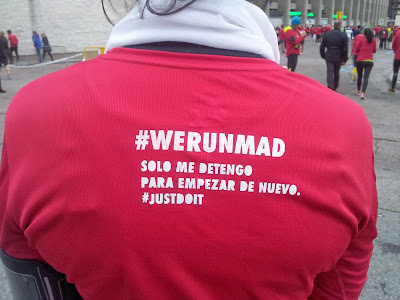 #WERUNMAD
SOLO ME DETENGO
PARA EMPEZAR DE NUEVO.
#JUSTDOIT